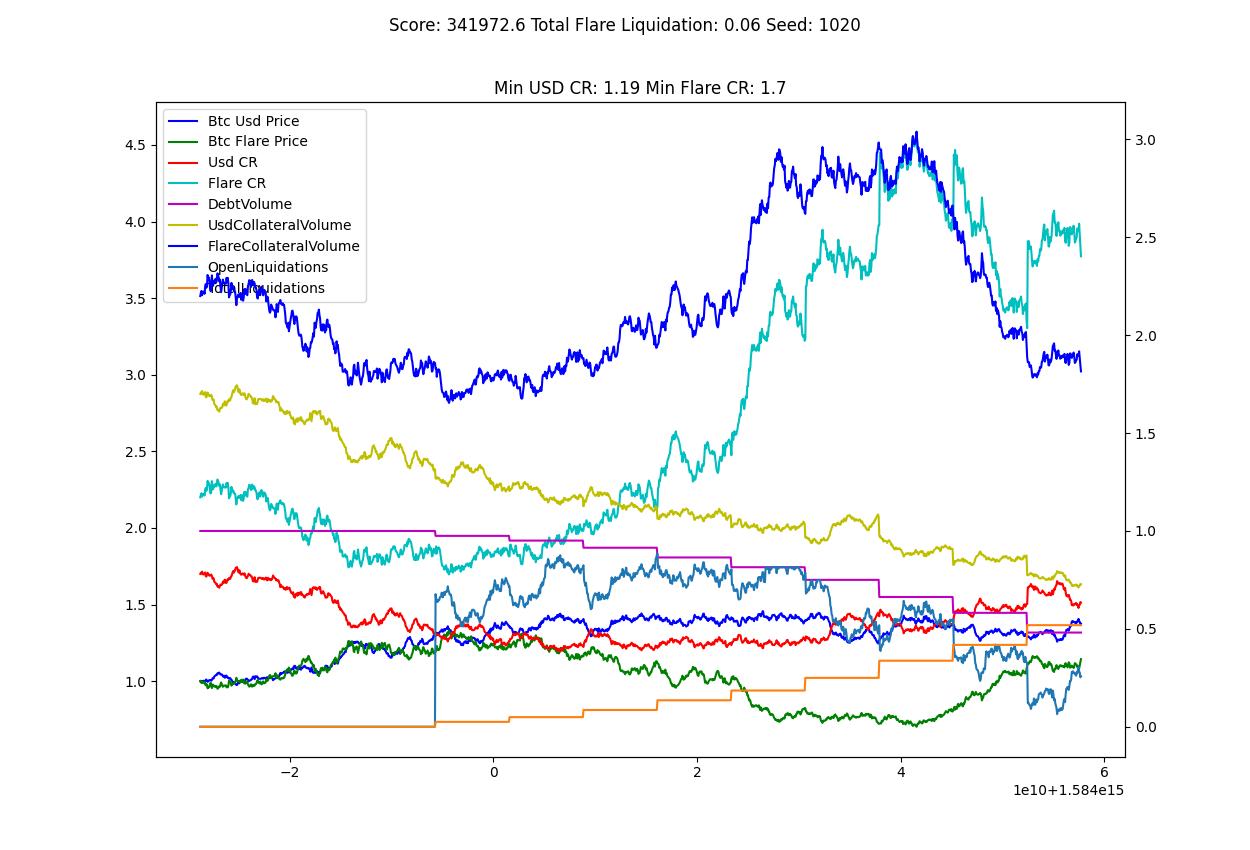 Score: 341972.6 Total Flare Liquidation: 0.06 Seed: 1020
Min USD CR: 1.19 Min Flare CR: 1.7
Btc Usd Price
Btc Flare Price
Usd CR
Flare CR
DebtVolume
UsdCollateralVolume
FlareCollateralVolume
OpenLiquidations
TotalLiquidations
4.5
4.0
3.5
3.0
2.5
2.0
1.5
1.0
3.0
2.5
2.0
1.5
1.0
0.5
0.0
−2
0
2
4
6
1e10+1.584e15